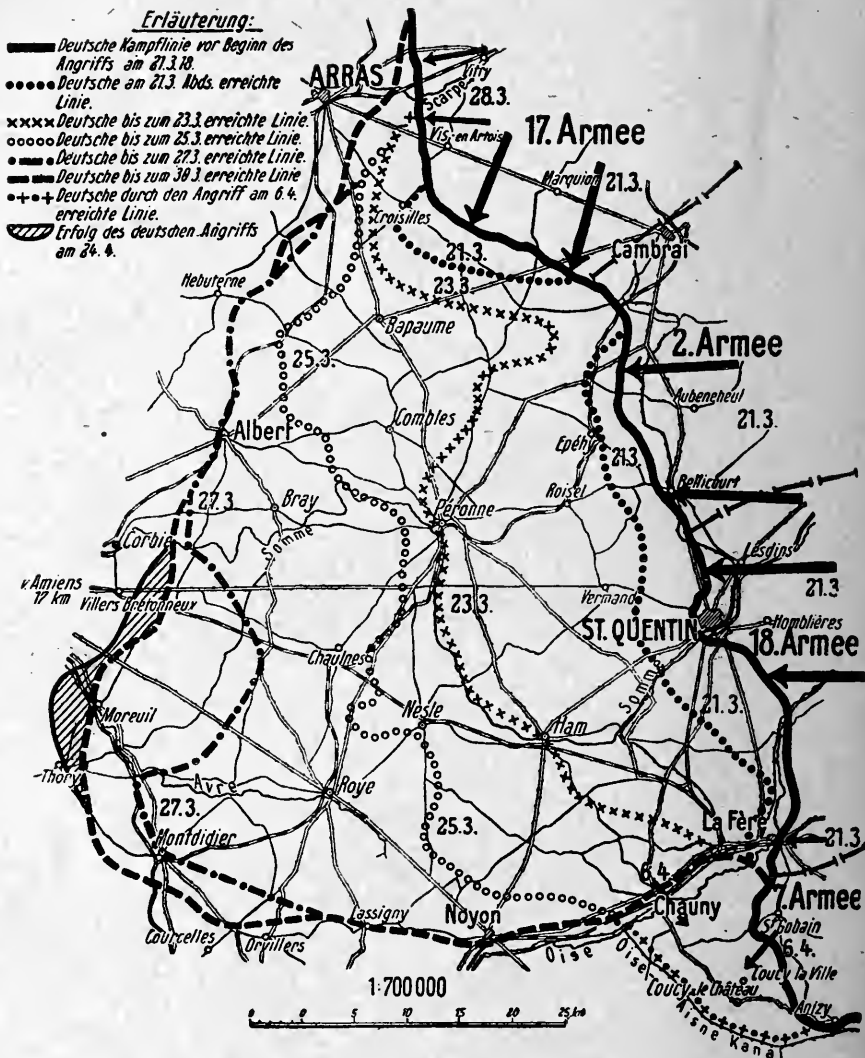 Erläuterung:
Deutsche Kampflinie vor Beginn des
Angriffs am 21.3.18.
Deutsche am 21.3. Abds. erreichte
Linie.
Deutsche bis zum 23.3. erreichte Linie.
Deutsche bis zum 25.3. erreichte Linie.
Deutsche bis zum 27.3. erreichte Linie.
Deutsche bis zum 30.3. erreichte Linie
Deutsche durch den Angriff am 6.4.
erreichte Linie.
Erfolg des deutschen Angriffs
am 24.4.
ARRAS
Vitry
Scarpe
28.3.
Vis-en-Artois
17. Armee
Marquion
21.3.
Croisilles
21.3.
Cambrai
23.3.
Hebuterne
Bapaume
25.3.
2. Armee
Aubencheul
21.3.
Albert
Combles
Epéhy
21.3.
Bellicourt
27.3
Bray
Somme
Péronne
Roisel
Corbie
Lesdins
v. Amiens
17 km
Villers Bretonneux
23.3.
Vermand
21.3
ST. QUENTIN
Homblières
18. Armee
Chaulnes
Somme
21.3.
Moreuil
Nesle
Ham
Thory
Avre
Roye
27.3.
25.3.
La Fère
21.3
Montdidier
6.4.
7. Armee
Lassigny
Noyon
Chauny
St Gobain
6.4.
Courcelles
Orvillers
Oise
Oise-
Aisne Kanal
Coucy la Ville
Coucy le Château
Anizy
1:700000
0 5 10 15 20 25 km